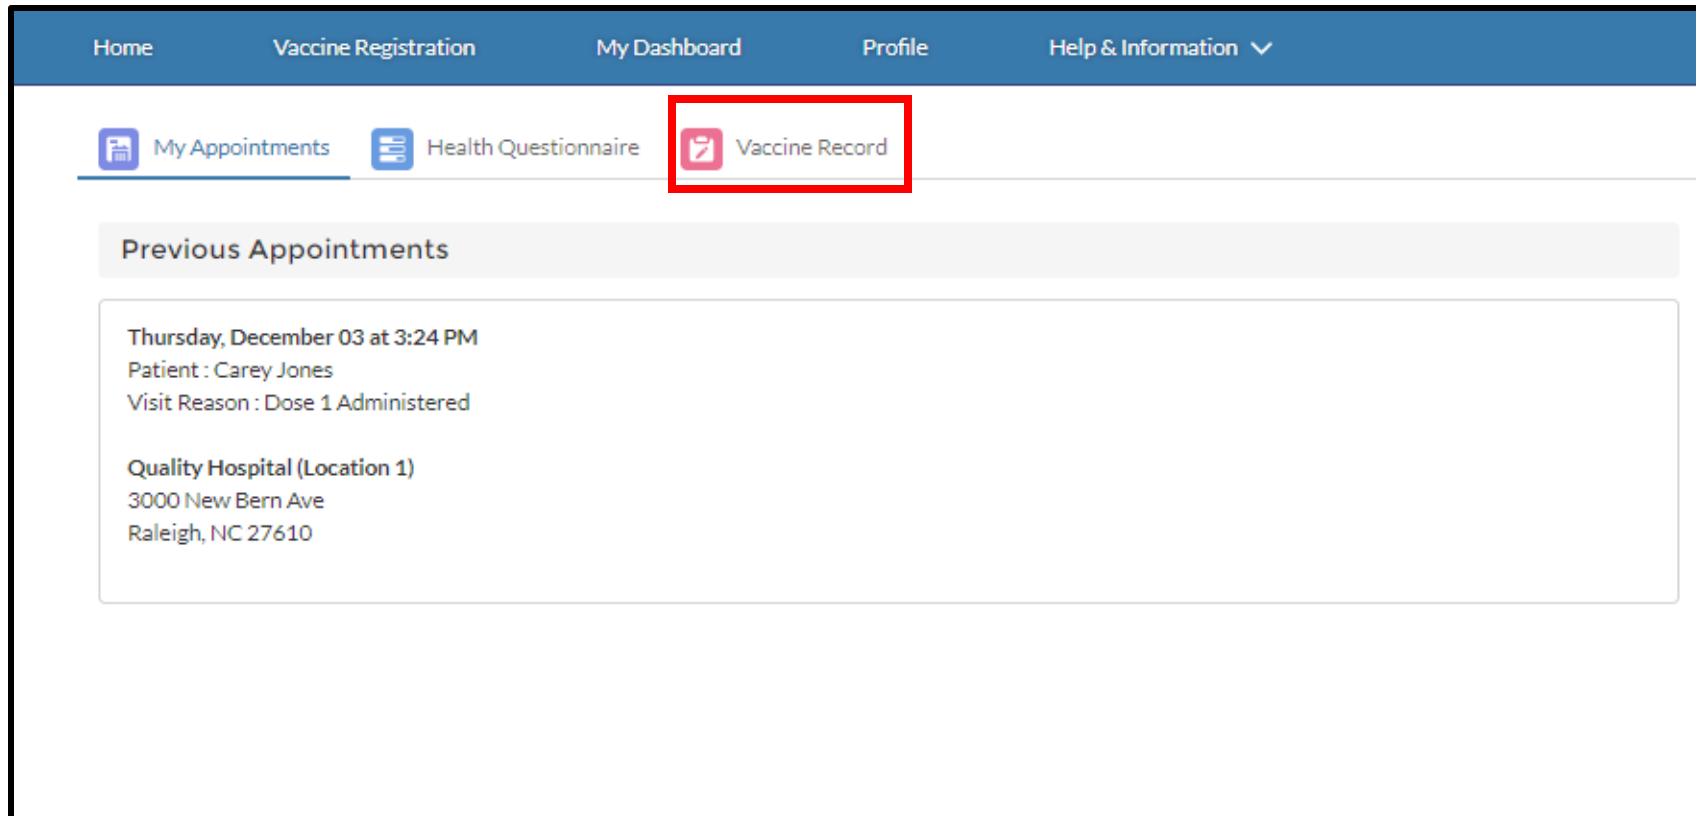 Home Vaccine Registration My Dashboard Profile Help & Information
My Appointments Health Questionnaire Vaccine Record
Previous Appointments
Thursday, December 03 at 3:24 PM
Patient : Carey Jones
Visit Reason : Dose 1 Administered
Quality Hospital (Location 1)
3000 New Bern Ave
Raleigh, NC 27610